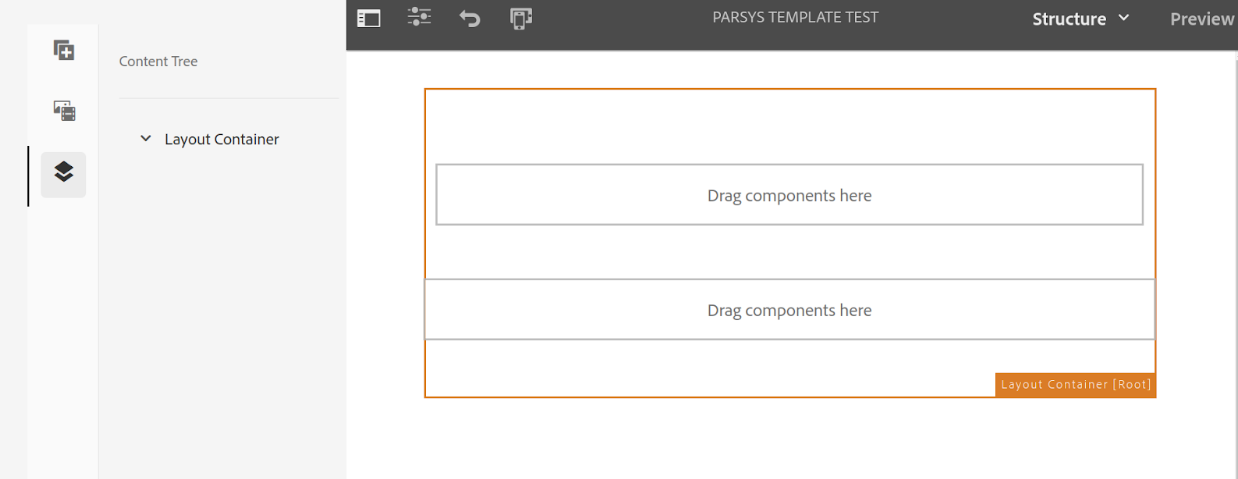 PARSYS TEMPLATE TEST
Structure
Preview
Content Tree
Layout Container
Drag components here
Drag components here
Layout Container [Root]